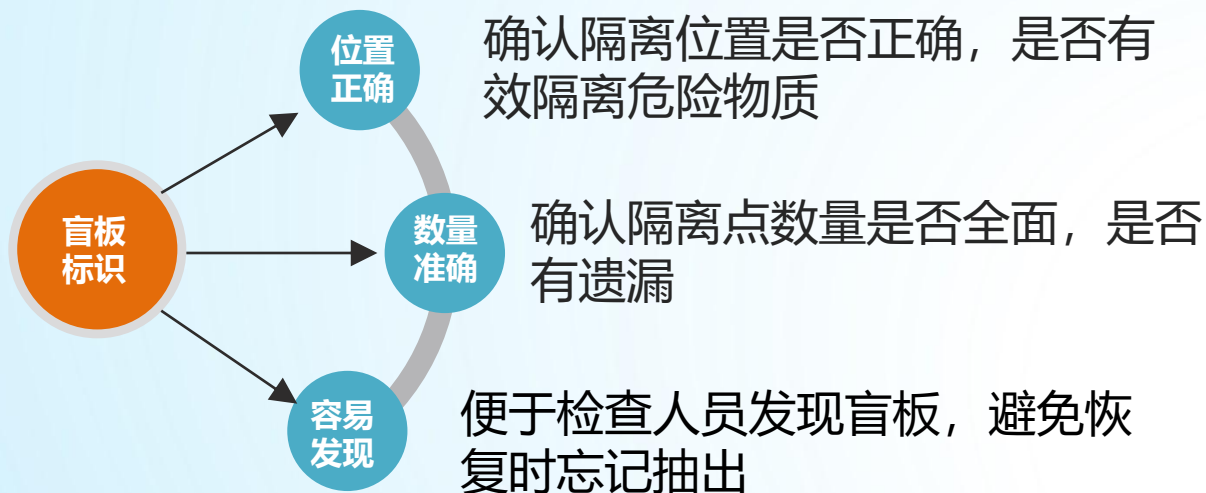 盲板
标识
位置
正确
确认隔离位置是否正确，是否有
效隔离危险物质
数量
准确
确认隔离点数量是否全面，是否
有遗漏
容易
发现
便于检查人员发现盲板，避免恢
复时忘记抽出